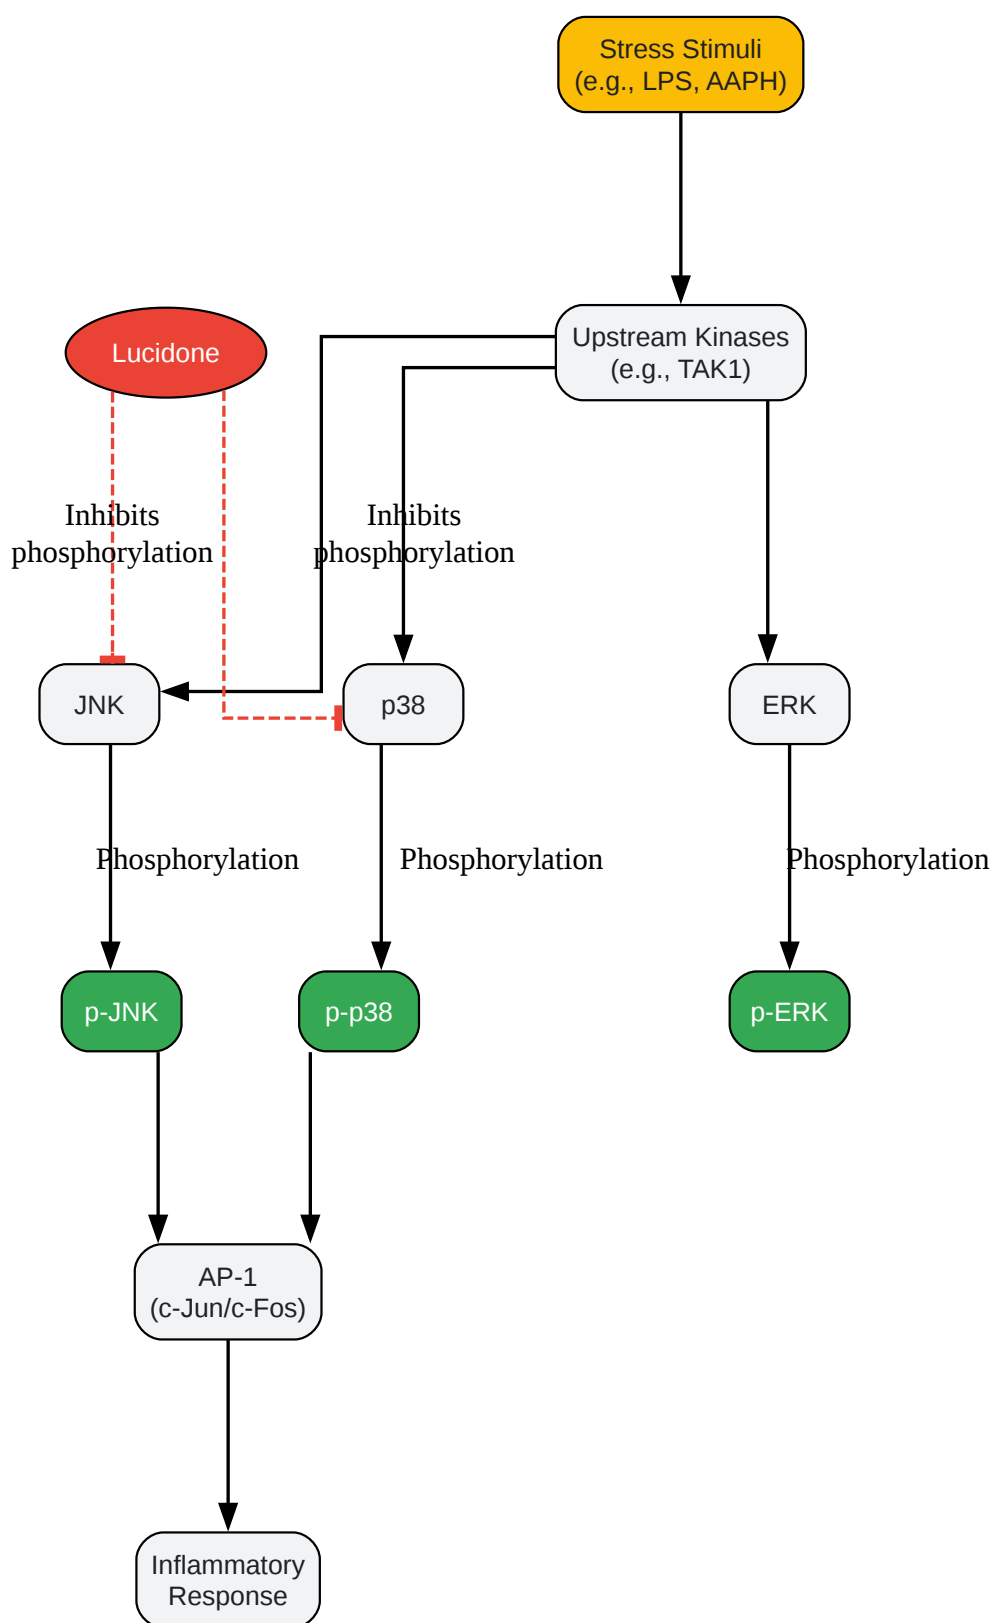 Stress Stimuli
(e.g., LPS, AAPH)
Upstream Kinases
(e.g., TAK1)
Lucidone
Inhibits
phosphorylation
Inhibits
phosphorylation
JNK
p38
ERK
Phosphorylation
Phosphorylation
Phosphorylation
p-JNK
p-p38
p-ERK
AP-1
(c-Jun/c-Fos)
Inflammatory
Response